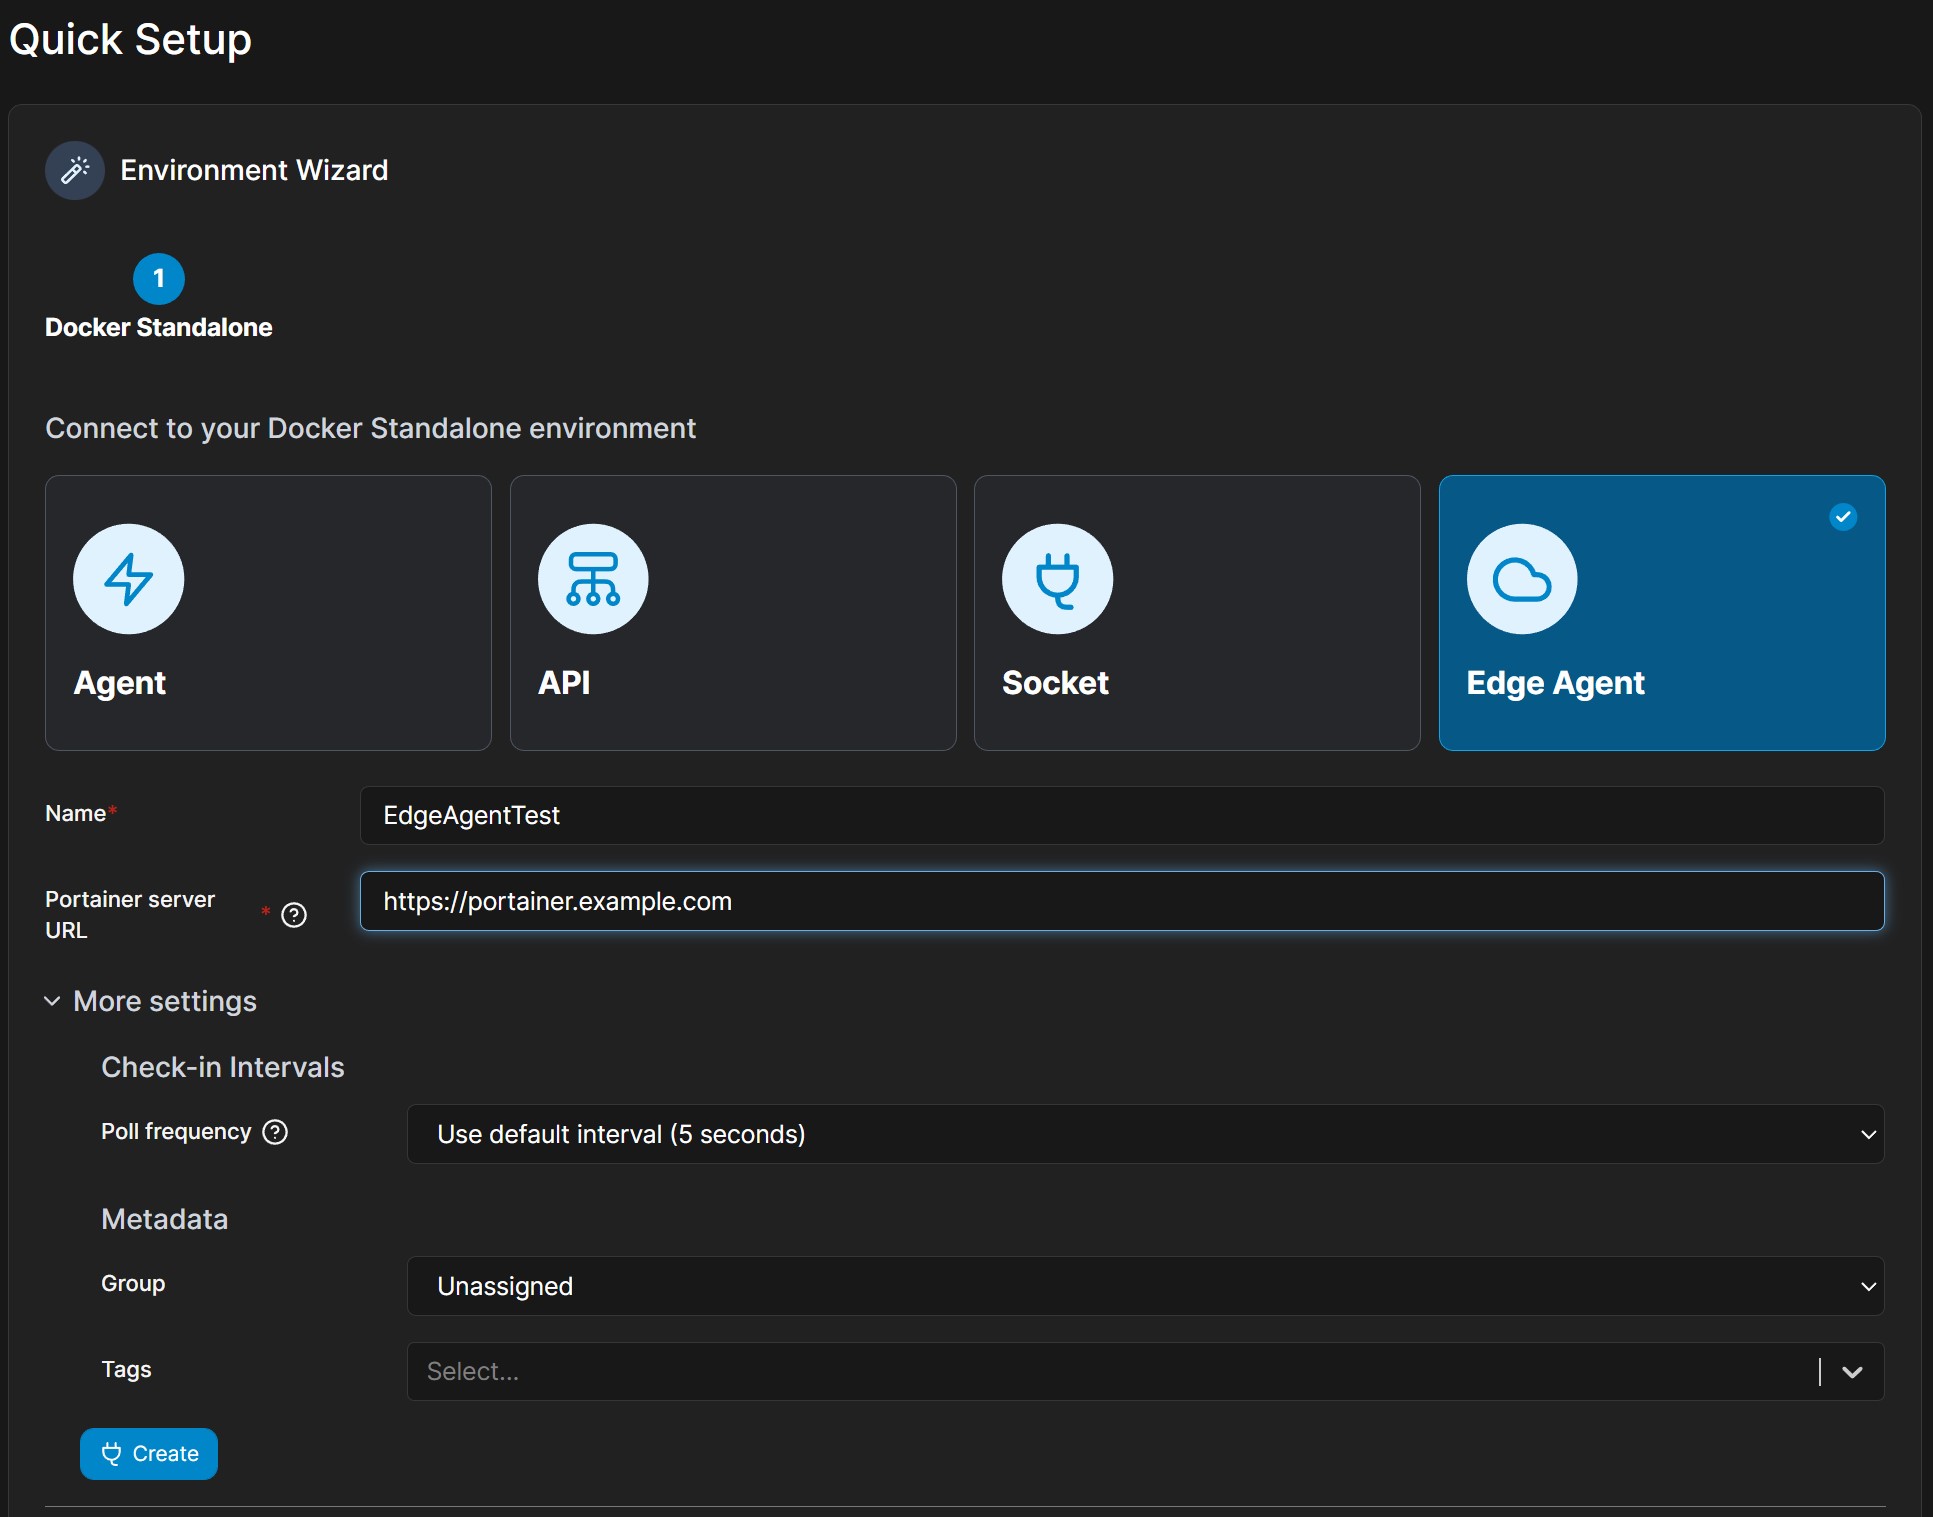 Quick Setup
Environment Wizard
1
Docker Standalone
Connect to your Docker Standalone environment
Agent
API
Socket
Edge Agent
Name*
EdgeAgentTest
Portainer server
URL
*
https://portainer.example.com
More settings
Check-in Intervals
Poll frequency
Use default interval (5 seconds)
Metadata
Group
Unassigned
Tags
Select...
Create